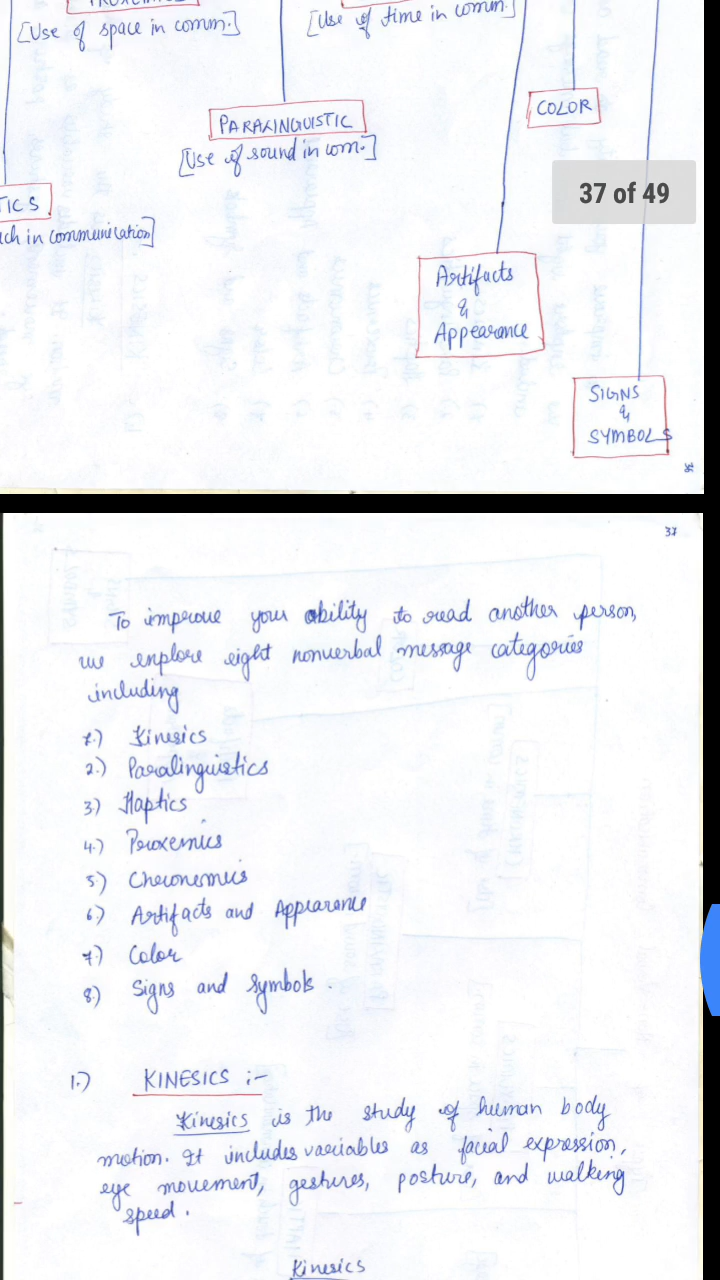 [Use of space in comm.]
[Use of time in comm.]
PARALINGUISTIC
[Use of sound in com.]
COLOR
37 of 49
TICS
uch in communication]
Artifacts
&
Appearance
SIGNS
&
SYMBOLS
36
37
To improve your ability to read another person,
we explore eight nonverbal message categories
including
1.) Kinesics
2.) Paralinguistics
3) Haptics
4.) Proxemics
5) Chronemics
6) Artifacts and Appearance
7.) Color
8.) Signs and Symbols.
1.) KINESICS :-
Kinesics is the study of human body
motion. It includes variables as facial expression,
eye movement, gestures, posture, and walking
speed.
Kinesics